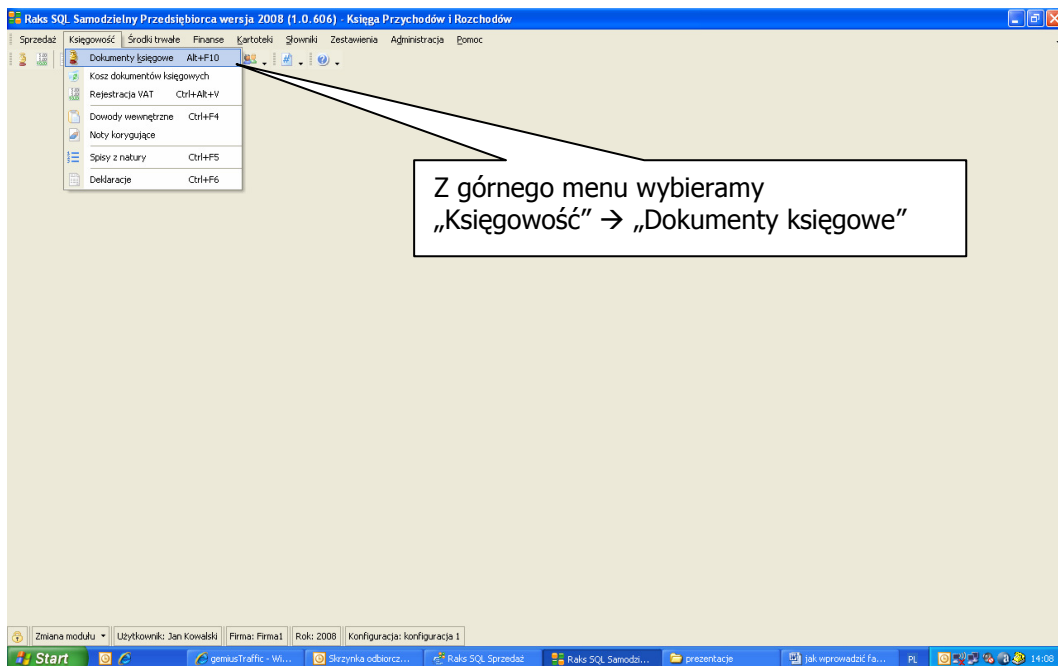 Raks SQL Samodzielny Przedsiębiorca wersja 2008 (1.0.606) - Księga Przychodów i Rozchodów
Sprzedaż Księgowość Środki trwałe Finanse Kartoteki Słowniki Zestawienia Administracja Pomoc
Dokumenty księgowe Alt+F10
Kosz dokumentów księgowych
Rejestracja VAT Ctrl+Alt+V
Dowody wewnętrzne Ctrl+F4
Noty korygujące
Spisy z natury Ctrl+F5
Deklaracje Ctrl+F6
Z górnego menu wybieramy
„Księgowość” → „Dokumenty księgowe”
Zmiana modułu Użytkownik: Jan Kowalski Firma: Firma1 Rok: 2008 Konfiguracja: konfiguracja 1
Start gemiusTraffic - Wi... Skrzynka odbiorcz... Raks SQL Sprzedaż Raks SQL Samodzi... prezentacje jak wprowadzić fa... PL 14:08